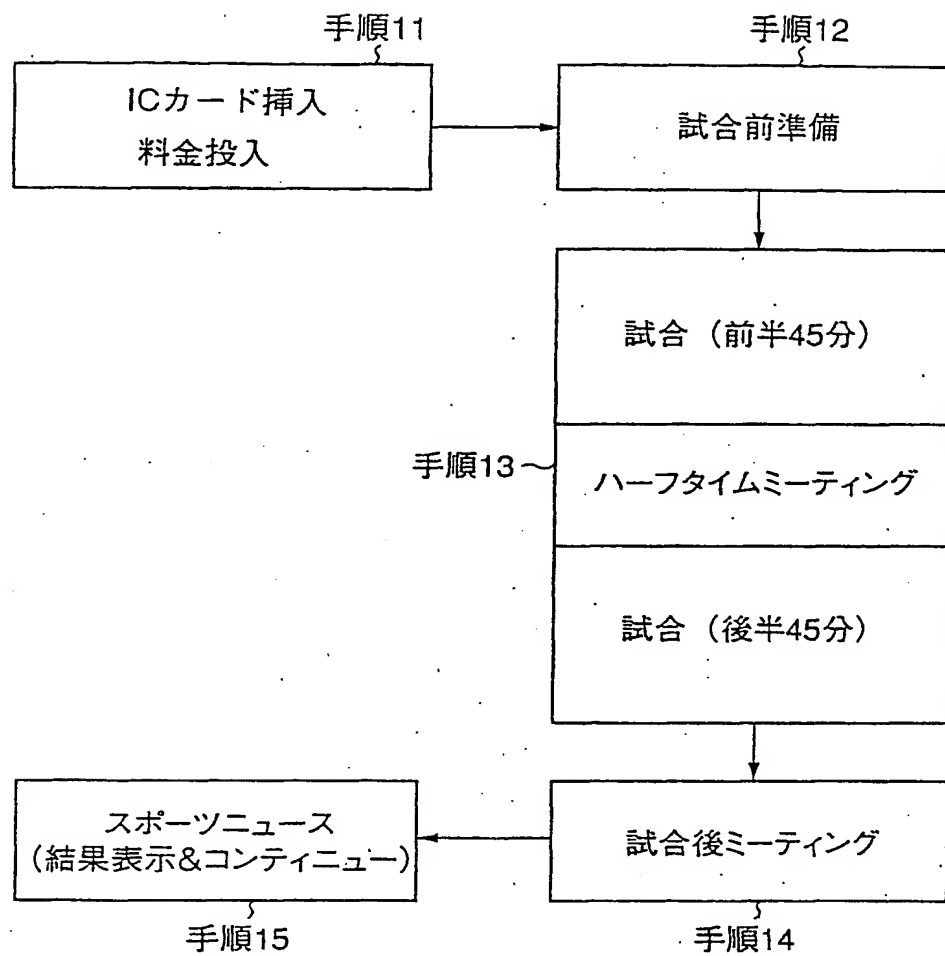 手順11
ICカード挿入
料金投入
手順12
試合前準備
試合（前半45分）
手順13
ハーフタイムミーティング
試合（後半45分）
試合後ミーティング
手順14
スポーツニュース
(結果表示&コンティニュー)
手順15